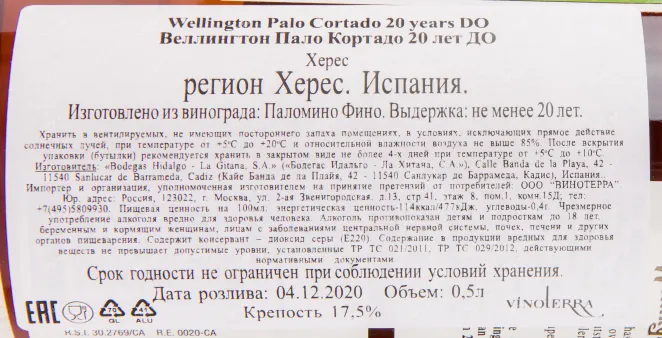 Wellington Palo Cortado 20 years DO
Веллингтон Пало Кортадо 20 лет ДО
Херес
регион Херес. Испания.
Изготовлено из винограда: Паломино Фино. Выдержка: не менее 20 лет.
Хранить в вентилируемых, не имеющих постороннего запаха помещениях, в условиях, исключающих прямое действие
солнечных лучей, при температуре от +5°C до +20°C и относительной влажности воздуха не выше 85%. После вскрытия
упаковки (бутылки) рекомендуется хранить в закрытом виде не более 4-х дней при температуре от +5°C до +10°C.
Изготовитель: «Bodegas Hidalgo - La Gitana, S.A.» («Бодегас Идальго - Ла Хитана, С.А.»), Calle Banda de la Playa, 42 -
11540 Sanlucar de Barrameda, Cadiz (Кайе Банда де ла Плайя, 42 - 11540 Санлукар де Баррамеда, Кадис), Испания.
Импортер и организация, уполномоченная изготовителем на принятие претензий от потребителей: ООО "ВИНОТЕРРА"
Юр. адрес: Россия, 123022, г. Москва, ул. 2-ая Звенигородская, д.13, стр.41, этаж 8, пом.1, комн.15Д; тел:
+7(495)5809930. Пищевая ценность на 100мл, энергетическая ценность-114ккал/477кДж, углеводы-0,4г. Чрезмерное
употребление алкоголя вредно для здоровья человека. Алкоголь противопоказан детям и подросткам до 18 лет,
беременным и кормящим женщинам, лицам с заболеваниями центральной нервной системы, почек, печени и других
органов пищеварения. Содержит консервант – диоксид серы (E220) Содержание в продукции вредных для здоровья
веществ не превышает допустимые уровни, установленные ТР ТС 021/2011, ТР ТС 029/2012, действующими
нормативными документами.
Срок годности не ограничен при соблюдении условий хранения.
Дата розлива: 04.12.2020 Объем: 0,5л
Крепость 17,5%
EAC
70
GL
41
ALU
VINOTERRA
R.S.I. 30.2769/CA R.E. 0020-CA